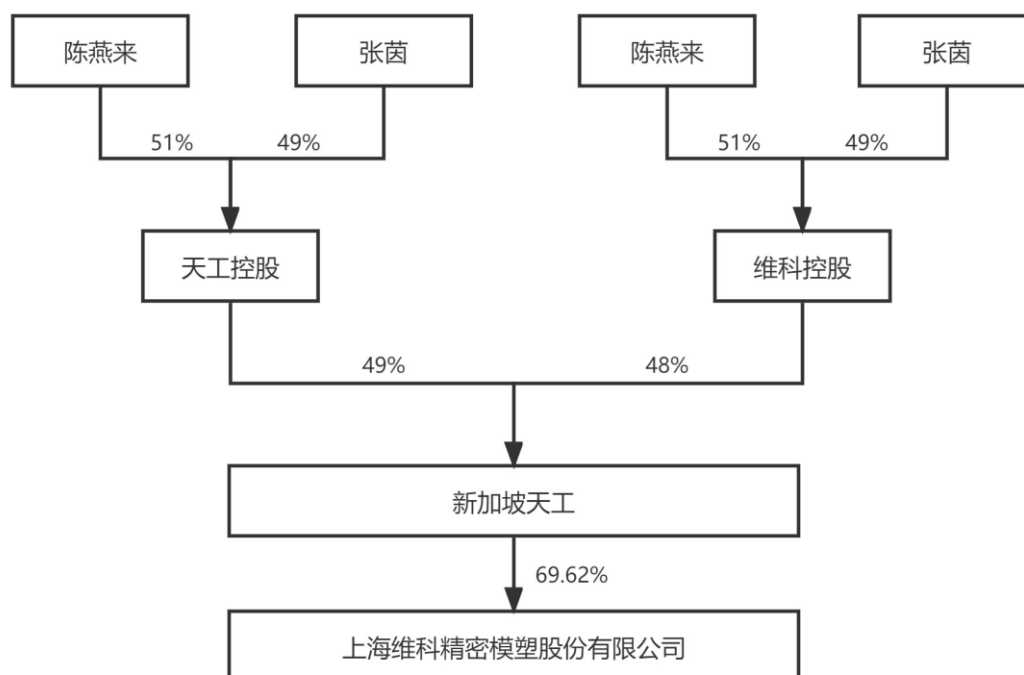 陈燕来
张茵
陈燕来
张茵
51%
49%
51%
49%
天工控股
维科控股
49%
48%
新加坡天工
69.62%
上海维科精密模塑股份有限公司